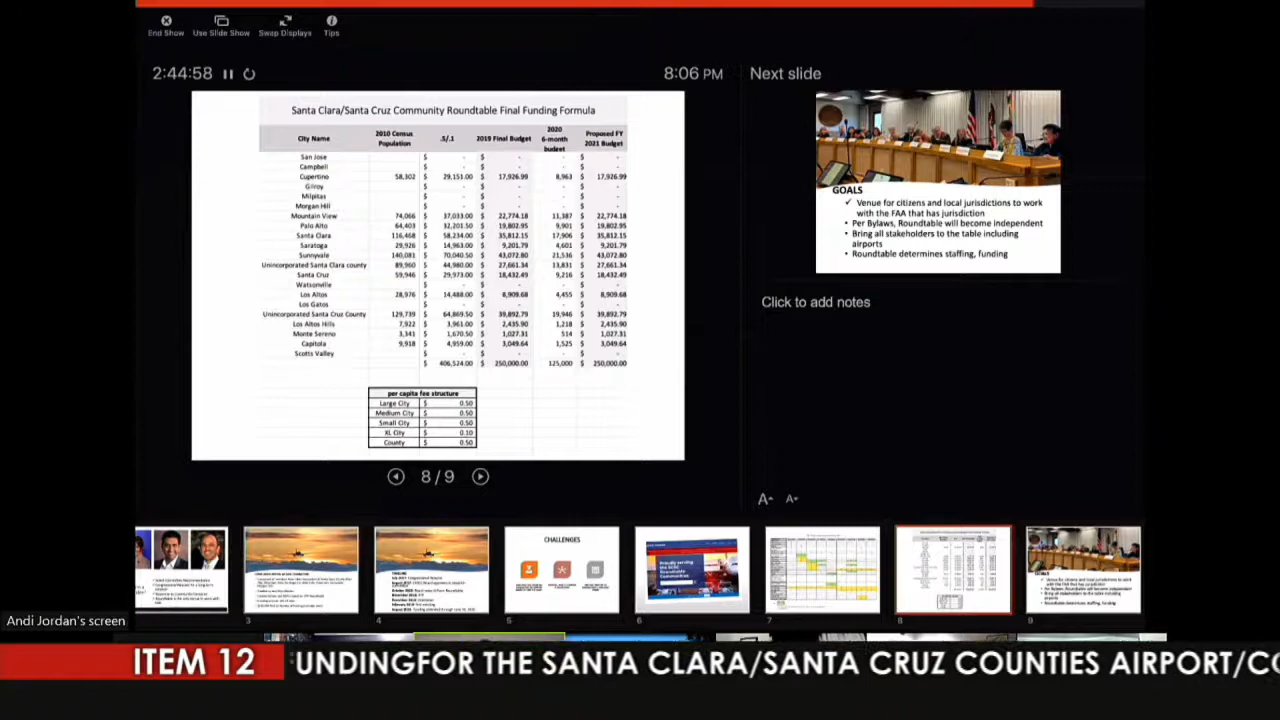 End Show Use Slide Show Swap Displays Tips
2:44:58 8:06 PM Next slide
Santa Clara/Santa Cruz Community Roundtable Final Funding Formula
City Name 2010 Census Population .5/.1 2019 Final Budget 2020 6-month budget Proposed FY 2021 Budget
San Jose $ - $ - - $ -
Campbell $ - $ - - $ -
Cupertino 58,302 $ 29,151.00 $ 17,926.99 8,963 $ 17,926.99
Gilroy $ - $ - - $ -
Milpitas $ - $ - - $ -
Morgan Hill $ - $ - - $ -
Mountain View 74,066 $ 37,033.00 $ 22,774.18 11,387 $ 22,774.18
Palo Alto 64,403 $ 32,201.50 $ 19,802.95 9,901 $ 19,802.95
Santa Clara 116,468 $ 58,234.00 $ 35,812.15 17,906 $ 35,812.15
Saratoga 29,926 $ 14,963.00 $ 9,201.79 4,601 $ 9,201.79
Sunnyvale 140,081 $ 70,040.50 $ 43,072.80 21,536 $ 43,072.80
Unincorporated Santa Clara county 89,960 $ 44,980.00 $ 27,661.34 13,831 $ 27,661.34
Santa Cruz 59,946 $ 29,973.00 $ 18,432.49 9,216 $ 18,432.49
Watsonville $ - $ - - $ -
Los Altos 28,976 $ 14,488.00 $ 8,909.68 4,455 $ 8,909.68
Los Gatos $ - $ - - $ -
Unincorporated Santa Cruz County 129,739 $ 64,869.50 $ 39,892.79 19,946 $ 39,892.79
Los Altos Hills 7,922 $ 3,961.00 $ 2,435.90 1,218 $ 2,435.90
Monte Sereno 3,341 $ 1,670.50 $ 1,027.31 514 $ 1,027.31
Capitola 9,918 $ 4,959.00 $ 3,049.64 1,525 $ 3,049.64
Scotts Valley $ - $ - - $ -
$ 406,524.00 $ 250,000.00 125,000 $ 250,000.00
per capita fee structure
Large City $ 0.50
Medium City $ 0.50
Small City $ 0.50
XL City $ 0.10
County $ 0.50
8 / 9
GOALS
✓ Venue for citizens and local jurisdictions to work
with the FAA that has jurisdiction
• Per Bylaws, Roundtable will become independent
• Bring all stakeholders to the table including
airports
• Roundtable determines staffing, funding
Click to add notes
A A
CHALLENGES
Proudly serving the SCSC Roundtable Communities
GOALS
3 4 5 6 7 8 9
Andi Jordan's screen
ITEM 12 UNDINGFOR THE SANTA CLARA/SANTA CRUZ COUNTIES AIRPORT/CO